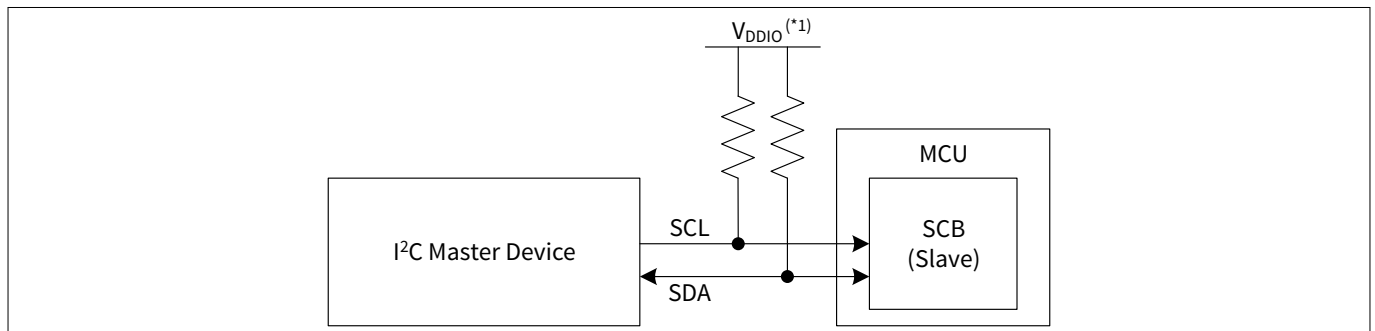 VDDIO (*1)
MCU
I²C Master Device
SCL
SCB
(Slave)
SDA